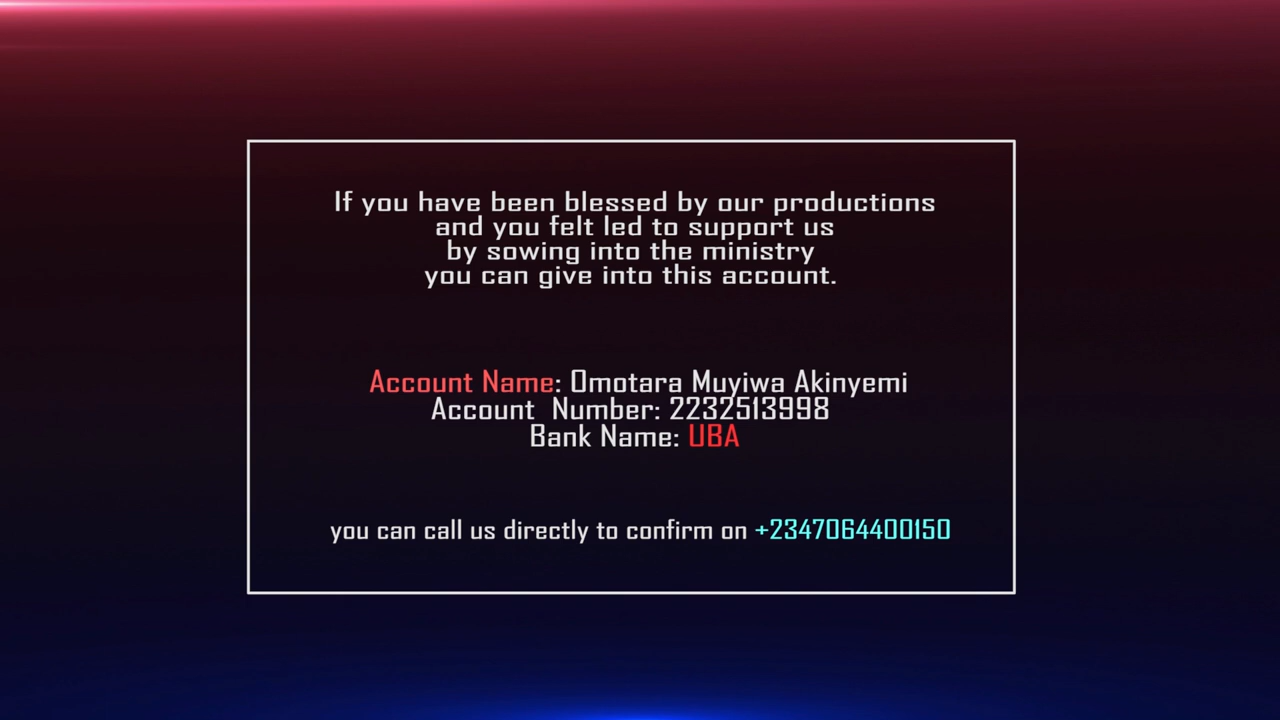 If you have been blessed by our productions
and you felt led to support us
by sowing into the ministry
you can give into this account.
Account Name: Omotara Muyiwa Akinyemi
Account Number: 2232513998
Bank Name: UBA
you can call us directly to confirm on +2347064400150